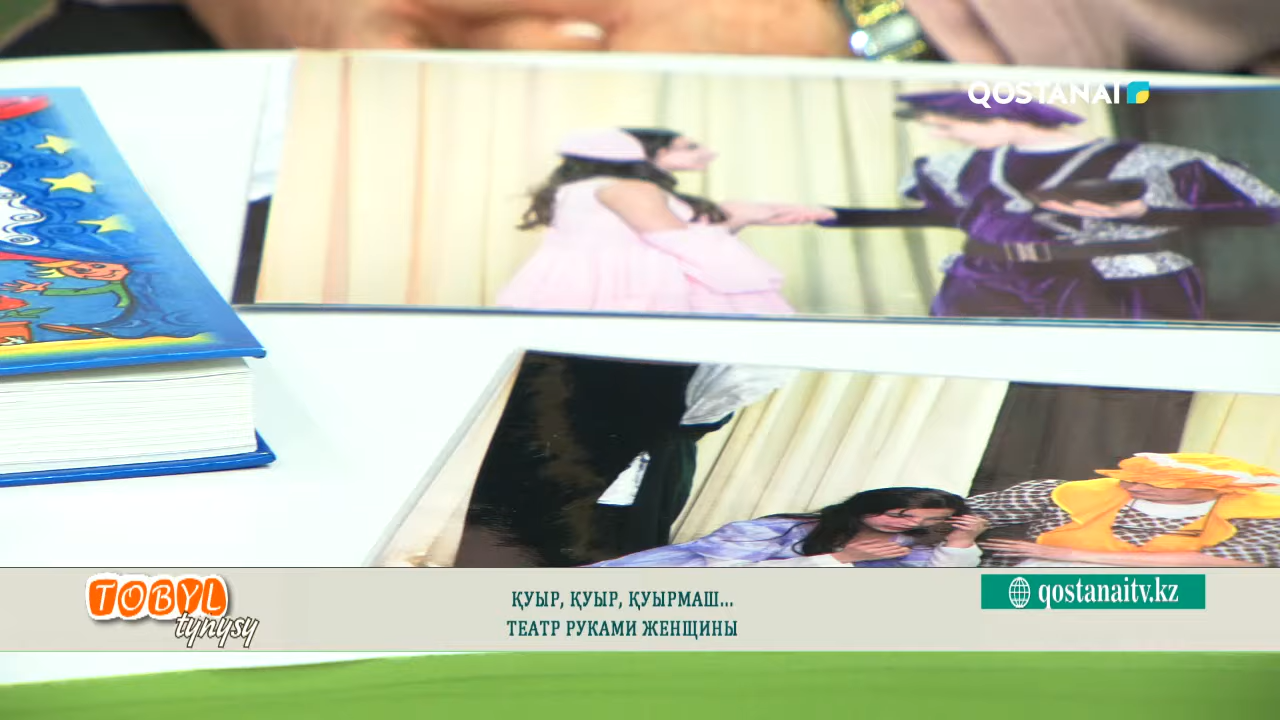 QOSTANAI
TOBYL
tynysy
ҚУЫР, ҚУЫР, ҚУЫРМАШ...
ТЕАТР РУКАМИ ЖЕНЩИНЫ
qostanaitv.kz